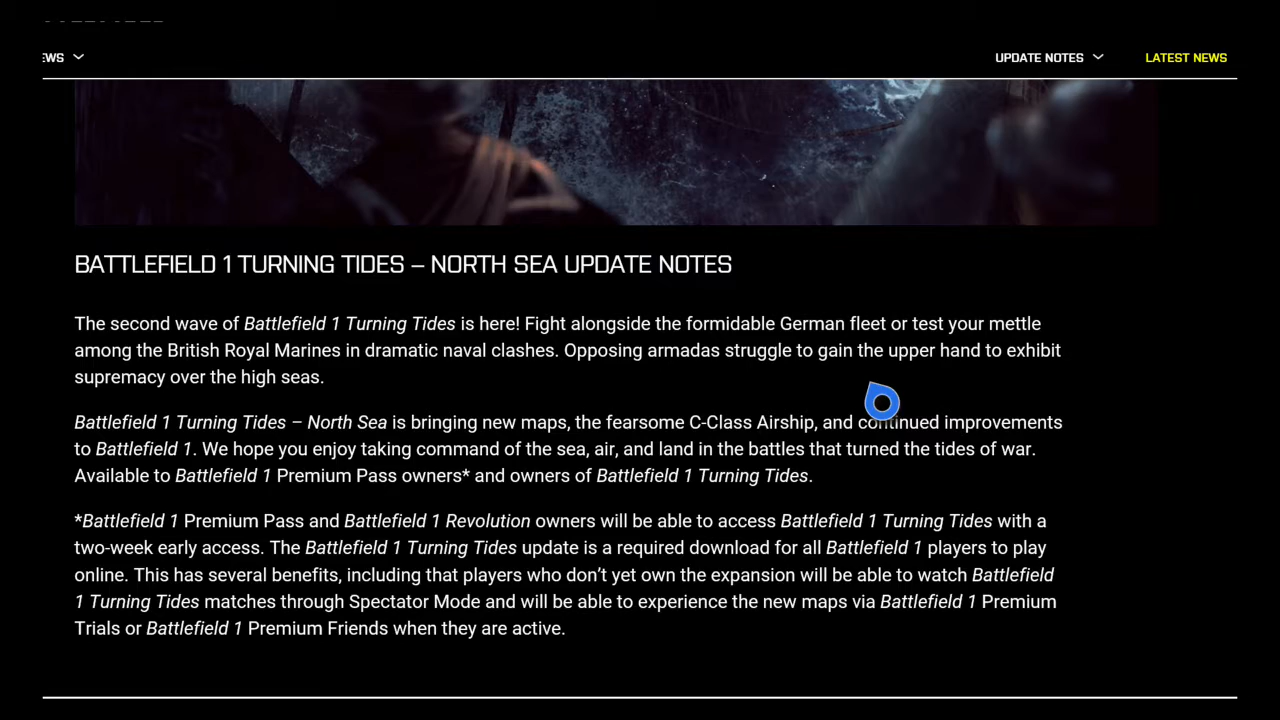 EWS
UPDATE NOTES
LATEST NEWS
BATTLEFIELD 1 TURNING TIDES – NORTH SEA UPDATE NOTES
The second wave of Battlefield 1 Turning Tides is here! Fight alongside the formidable German fleet or test your mettle
among the British Royal Marines in dramatic naval clashes. Opposing armadas struggle to gain the upper hand to exhibit
supremacy over the high seas.
Battlefield 1 Turning Tides – North Sea is bringing new maps, the fearsome C-Class Airship, and continued improvements
to Battlefield 1. We hope you enjoy taking command of the sea, air, and land in the battles that turned the tides of war.
Available to Battlefield 1 Premium Pass owners* and owners of Battlefield 1 Turning Tides.
*Battlefield 1 Premium Pass and Battlefield 1 Revolution owners will be able to access Battlefield 1 Turning Tides with a
two-week early access. The Battlefield 1 Turning Tides update is a required download for all Battlefield 1 players to play
online. This has several benefits, including that players who don’t yet own the expansion will be able to watch Battlefield
1 Turning Tides matches through Spectator Mode and will be able to experience the new maps via Battlefield 1 Premium
Trials or Battlefield 1 Premium Friends when they are active.